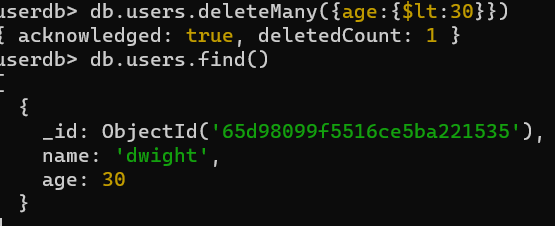 userdb> db.users.deleteMany({age:{$lt:30}})
{ acknowledged: true, deletedCount: 1 }
userdb> db.users.find()
[
  {
    _id: ObjectId('65d98099f5516ce5ba221535'),
    name: 'dwight',
    age: 30
  }